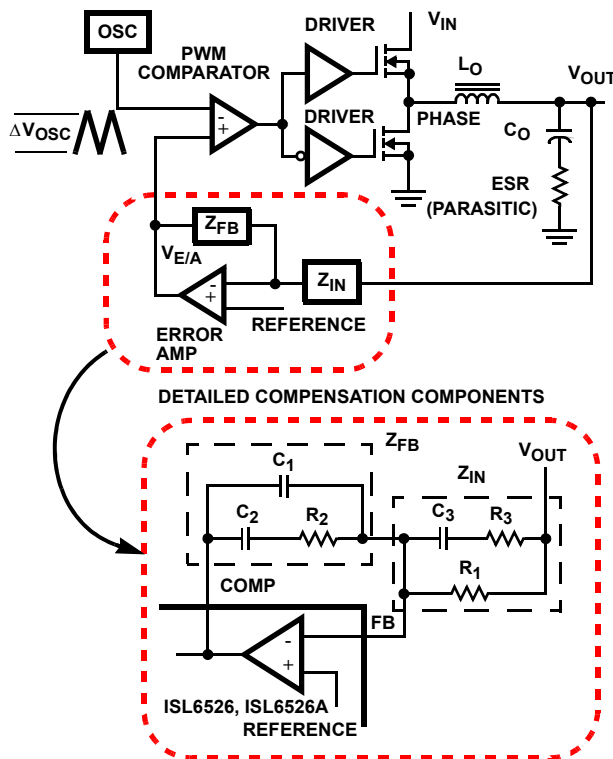 OSC
PWM
COMPARATOR
DRIVER
VIN
LO
VOUT
ΔVOSC
-
+
DRIVER
PHASE
CO
ESR
(PARASITIC)
ZFB
VE/A
ZIN
-
+
REFERENCE
ERROR
AMP
DETAILED COMPENSATION COMPONENTS
ZFB
VOUT
C1
ZIN
C2
R2
C3
R3
R1
COMP
FB
-
+
ISL6526, ISL6526A
REFERENCE